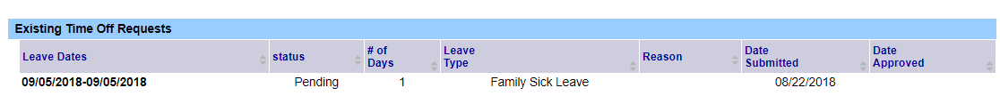 Existing Time Off Requests
Leave Dates status # of Days Leave Type Reason Date Submitted Date Approved
09/05/2018-09/05/2018 Pending 1 Family Sick Leave 08/22/2018